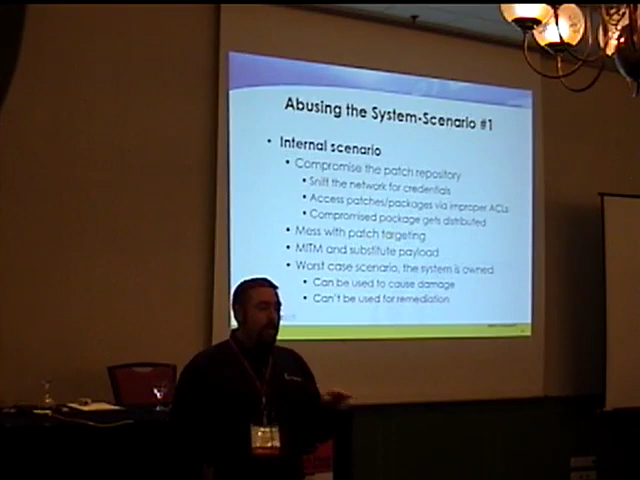 Abusing the System-Scenario #1
• Internal scenario
• Compromise the patch repository
• Sniff the network for credentials
• Access patches/packages via improper ACLs
• Compromised package gets distributed
• Mess with patch targeting
• MITM and substitute payload
• Worst case scenario, the system is owned
• Can be used to cause damage
• Can't be used for remediation